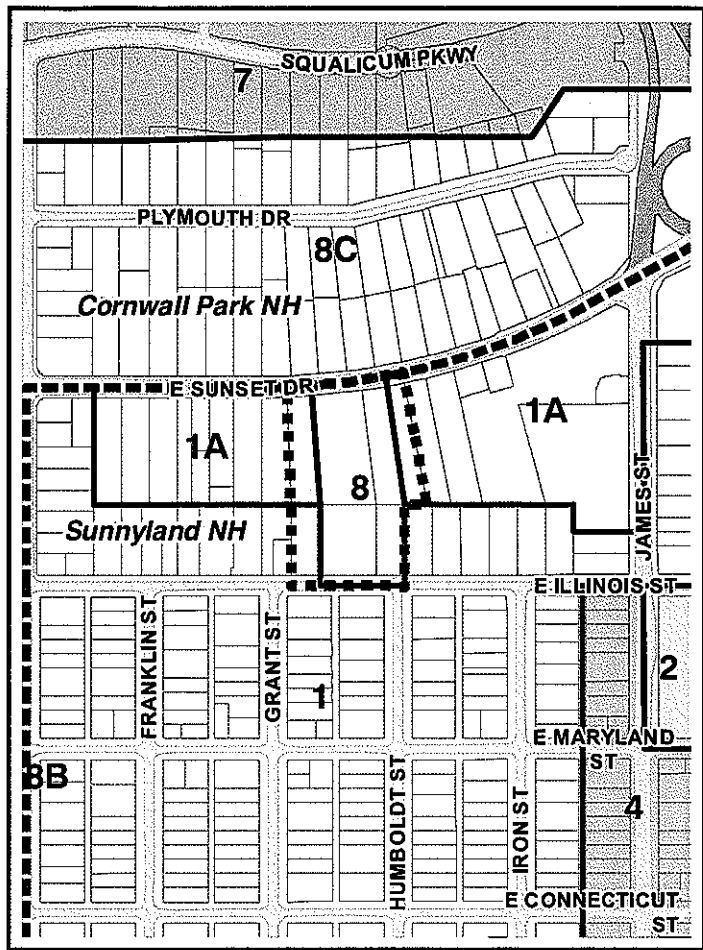 SQUALICUM PKWY
7
PLYMOUTH DR
8C
Cornwall Park NH
E SUNSET DR
1A
1A
8
JAMES ST
Sunnyland NH
E ILLINOIS ST
FRANKLIN ST
GRANT ST
1
2
E MARYLAND
ST
8B
HUMBOLDT ST
IRON ST
4
E CONNECTICUT
ST